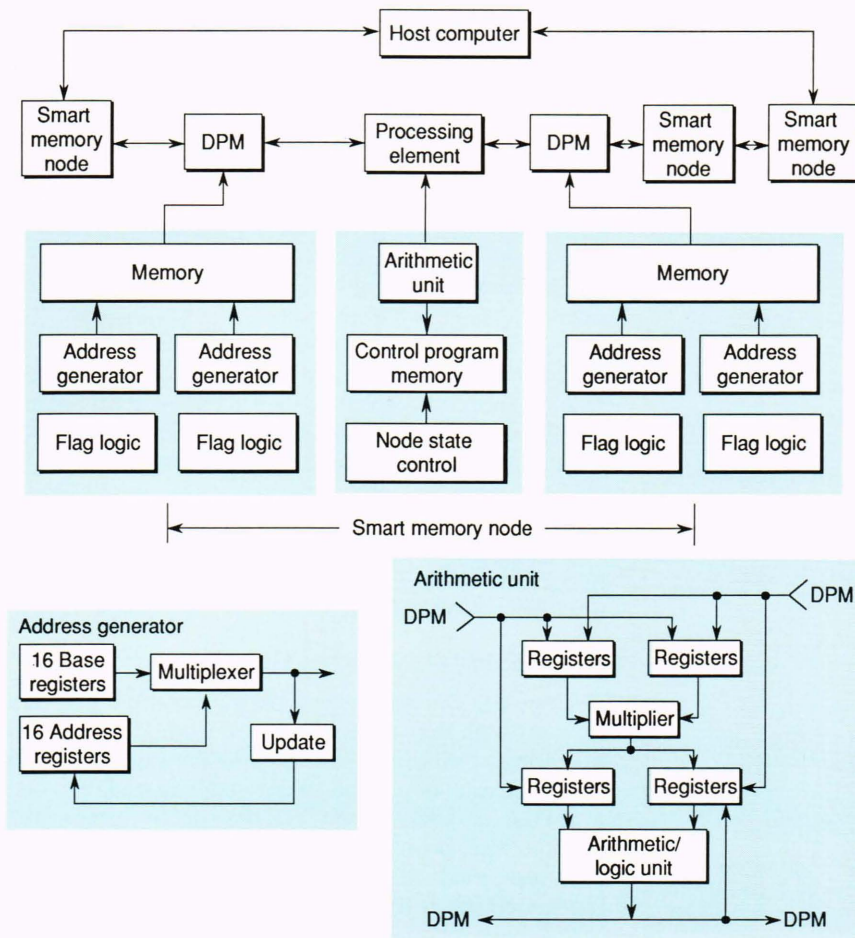 Host computer
Smart
memory
node
DPM
Processing
element
DPM
Smart
memory
node
Smart
memory
node
Memory
Address
generator
Address
generator
Flag logic
Flag logic
Arithmetic
unit
Control program
memory
Node state
control
Memory
Address
generator
Address
generator
Flag logic
Flag logic
Smart memory node
Address generator
16 Base
registers
Multiplexer
16 Address
registers
Update
Arithmetic unit
DPM
DPM
Registers
Registers
Multiplier
Registers
Registers
Arithmetic/
logic unit
DPM
DPM